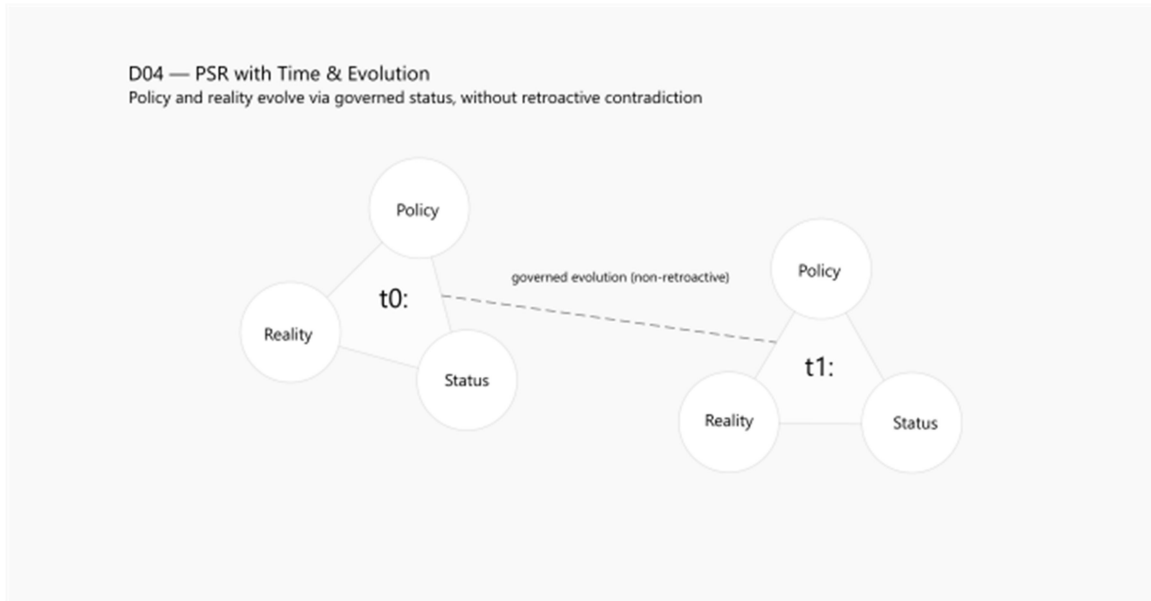 D04 — PSR with Time & Evolution
Policy and reality evolve via governed status, without retroactive contradiction
Policy
t0:
Reality
Status
governed evolution (non-retroactive)
Policy
t1:
Reality
Status